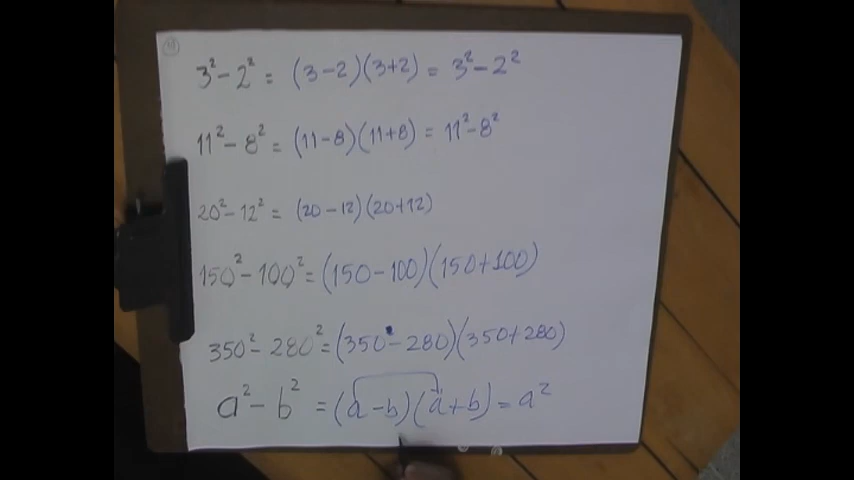 3² - 2² = (3-2)(3+2) = 3² - 2²
11² - 8² = (11-8)(11+8) = 11² - 8²
20² - 12² = (20-12)(20+12)
150² - 100² = (150-100)(150+100)
350² - 280² = (350-280)(350+280)
a² - b² = (a-b)(a+b) = a²